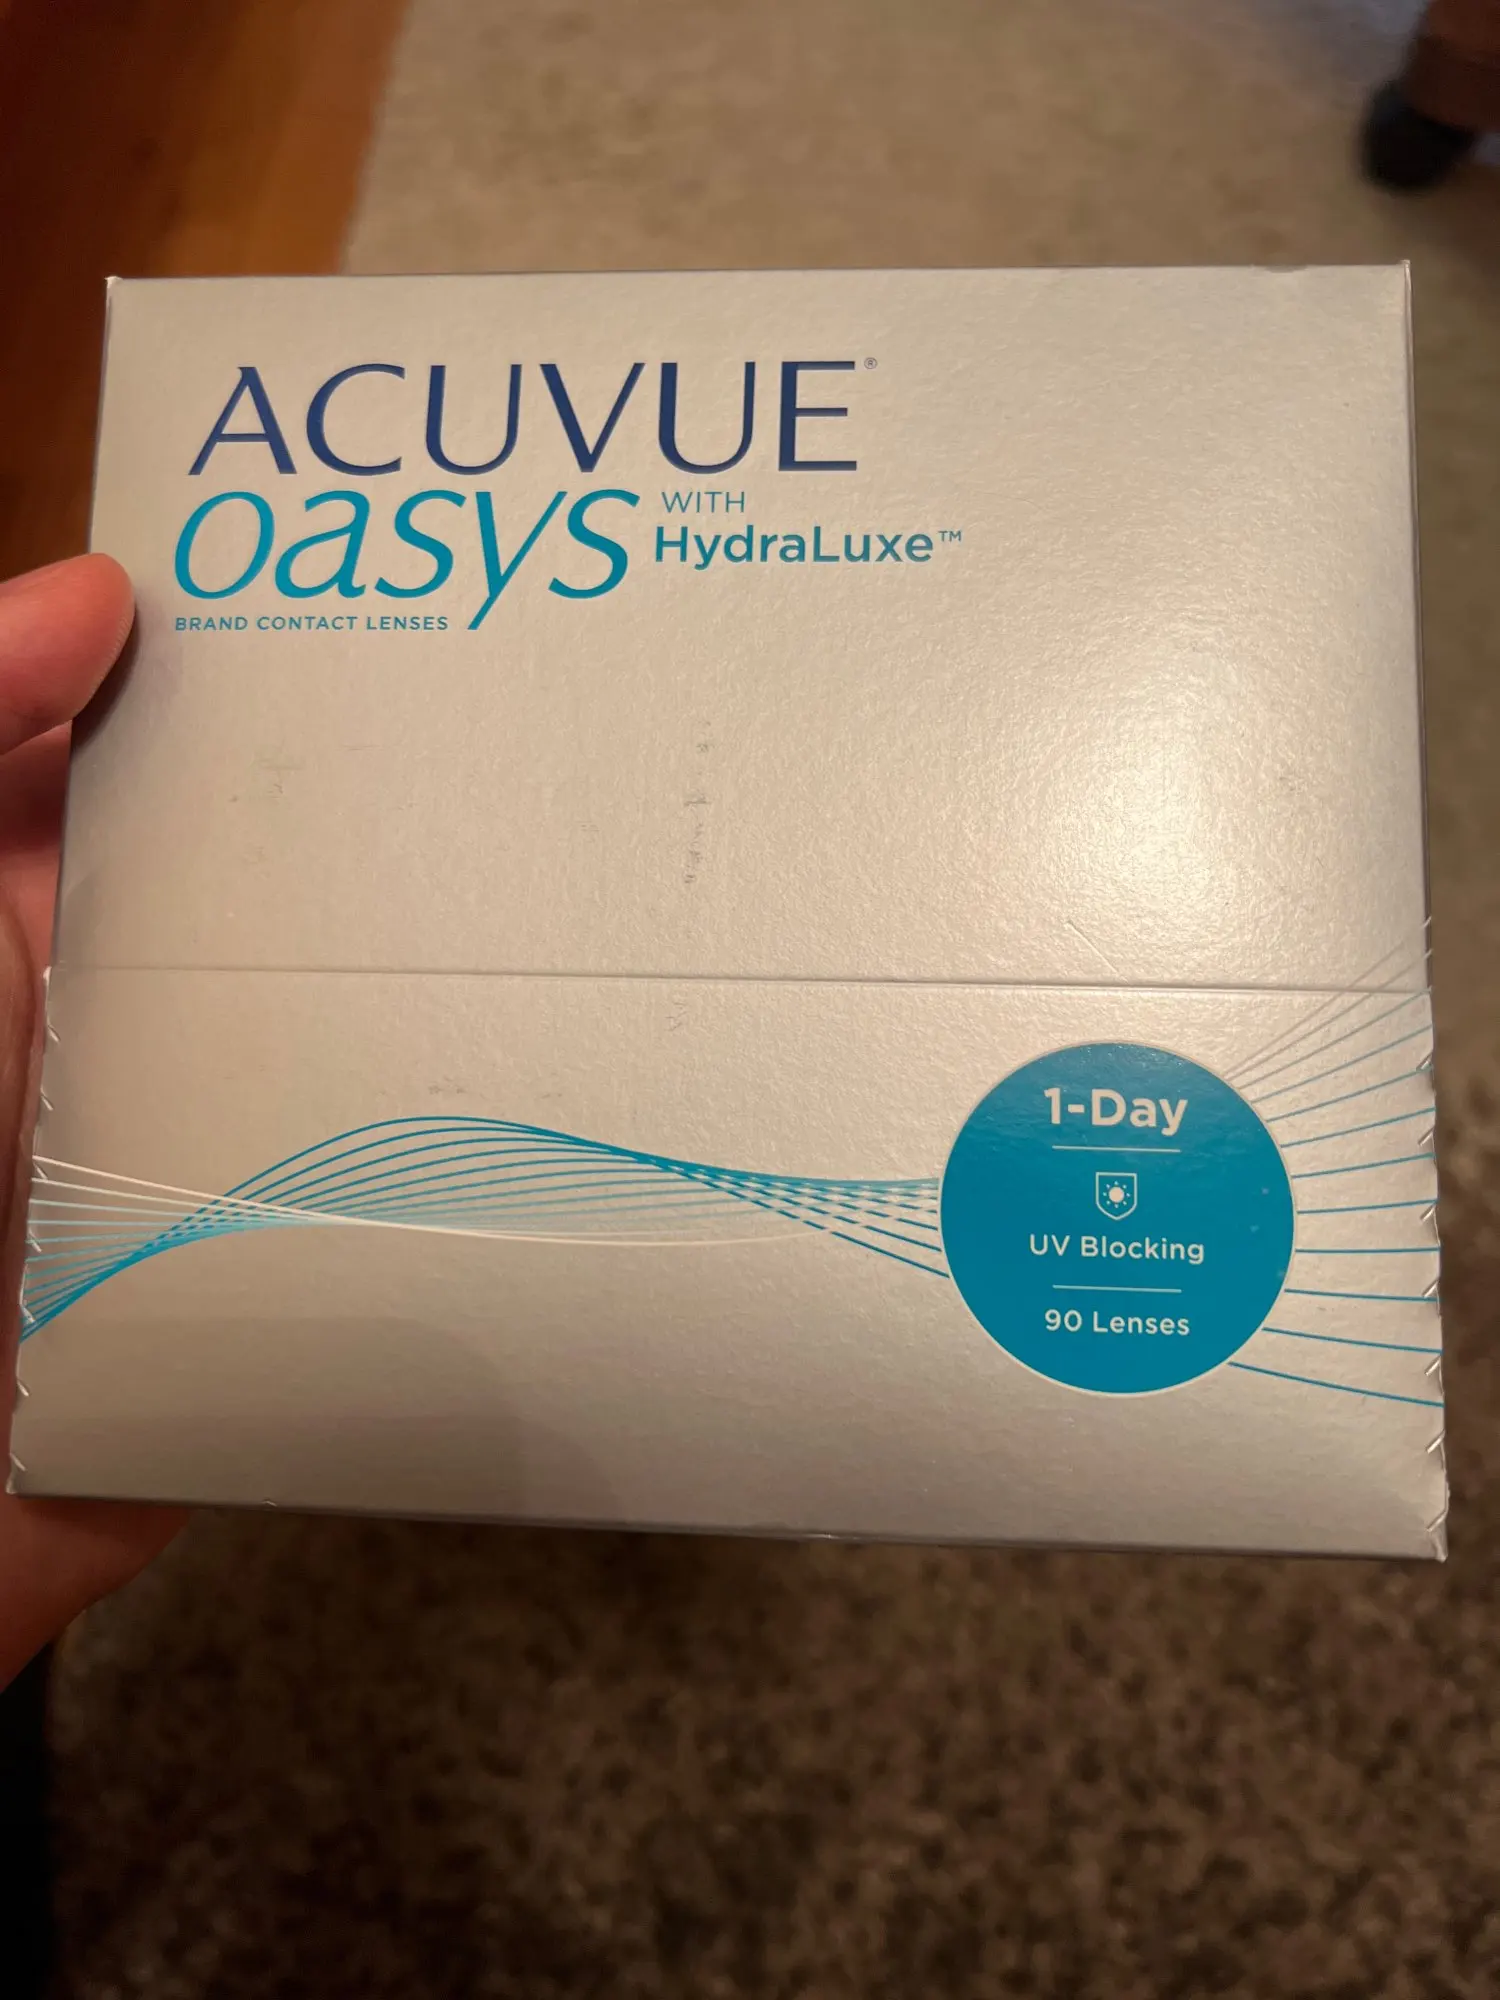 ACUVUE®
oasys WITH HydraLuxe™
BRAND CONTACT LENSES
1-Day
UV Blocking
90 Lenses